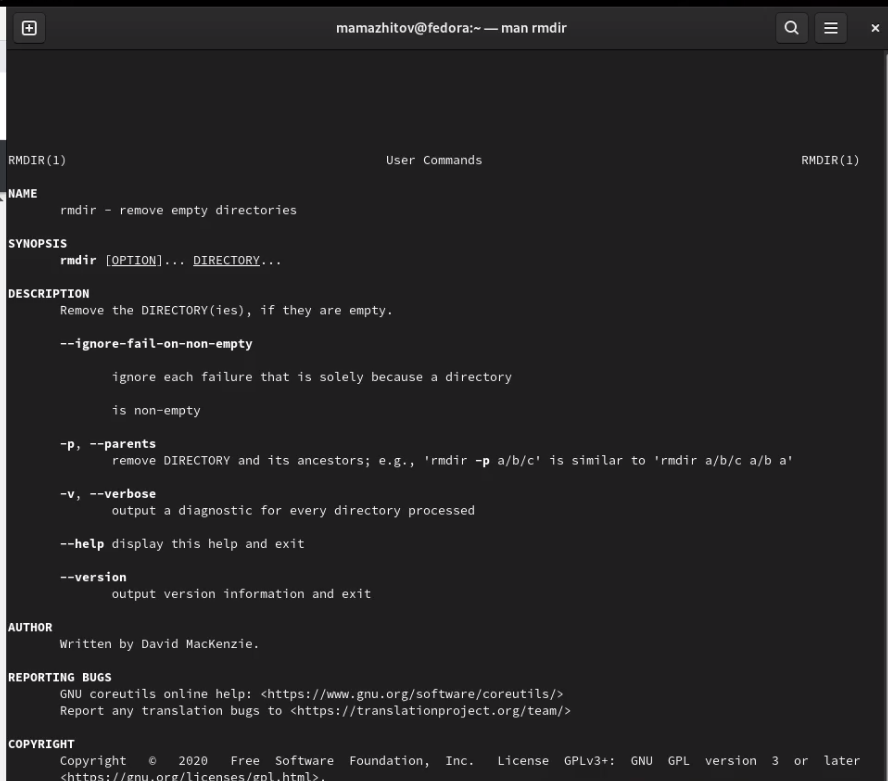 mamazhitov@fedora:~ — man rmdir
RMDIR(1) User Commands RMDIR(1)
NAME
rmdir - remove empty directories
SYNOPSIS
rmdir [OPTION]... DIRECTORY...
DESCRIPTION
Remove the DIRECTORY(ies), if they are empty.
--ignore-fail-on-non-empty
ignore each failure that is solely because a directory
is non-empty
-p, --parents
remove DIRECTORY and its ancestors; e.g., 'rmdir -p a/b/c' is similar to 'rmdir a/b/c a/b a'
-v, --verbose
output a diagnostic for every directory processed
--help display this help and exit
--version
output version information and exit
AUTHOR
Written by David MacKenzie.
REPORTING BUGS
GNU coreutils online help: <https://www.gnu.org/software/coreutils/>
Report any translation bugs to <https://translationproject.org/team/>
COPYRIGHT
Copyright © 2020 Free Software Foundation, Inc. License GPLv3+: GNU GPL version 3 or later
<https://gnu.org/licenses/gpl.html>.